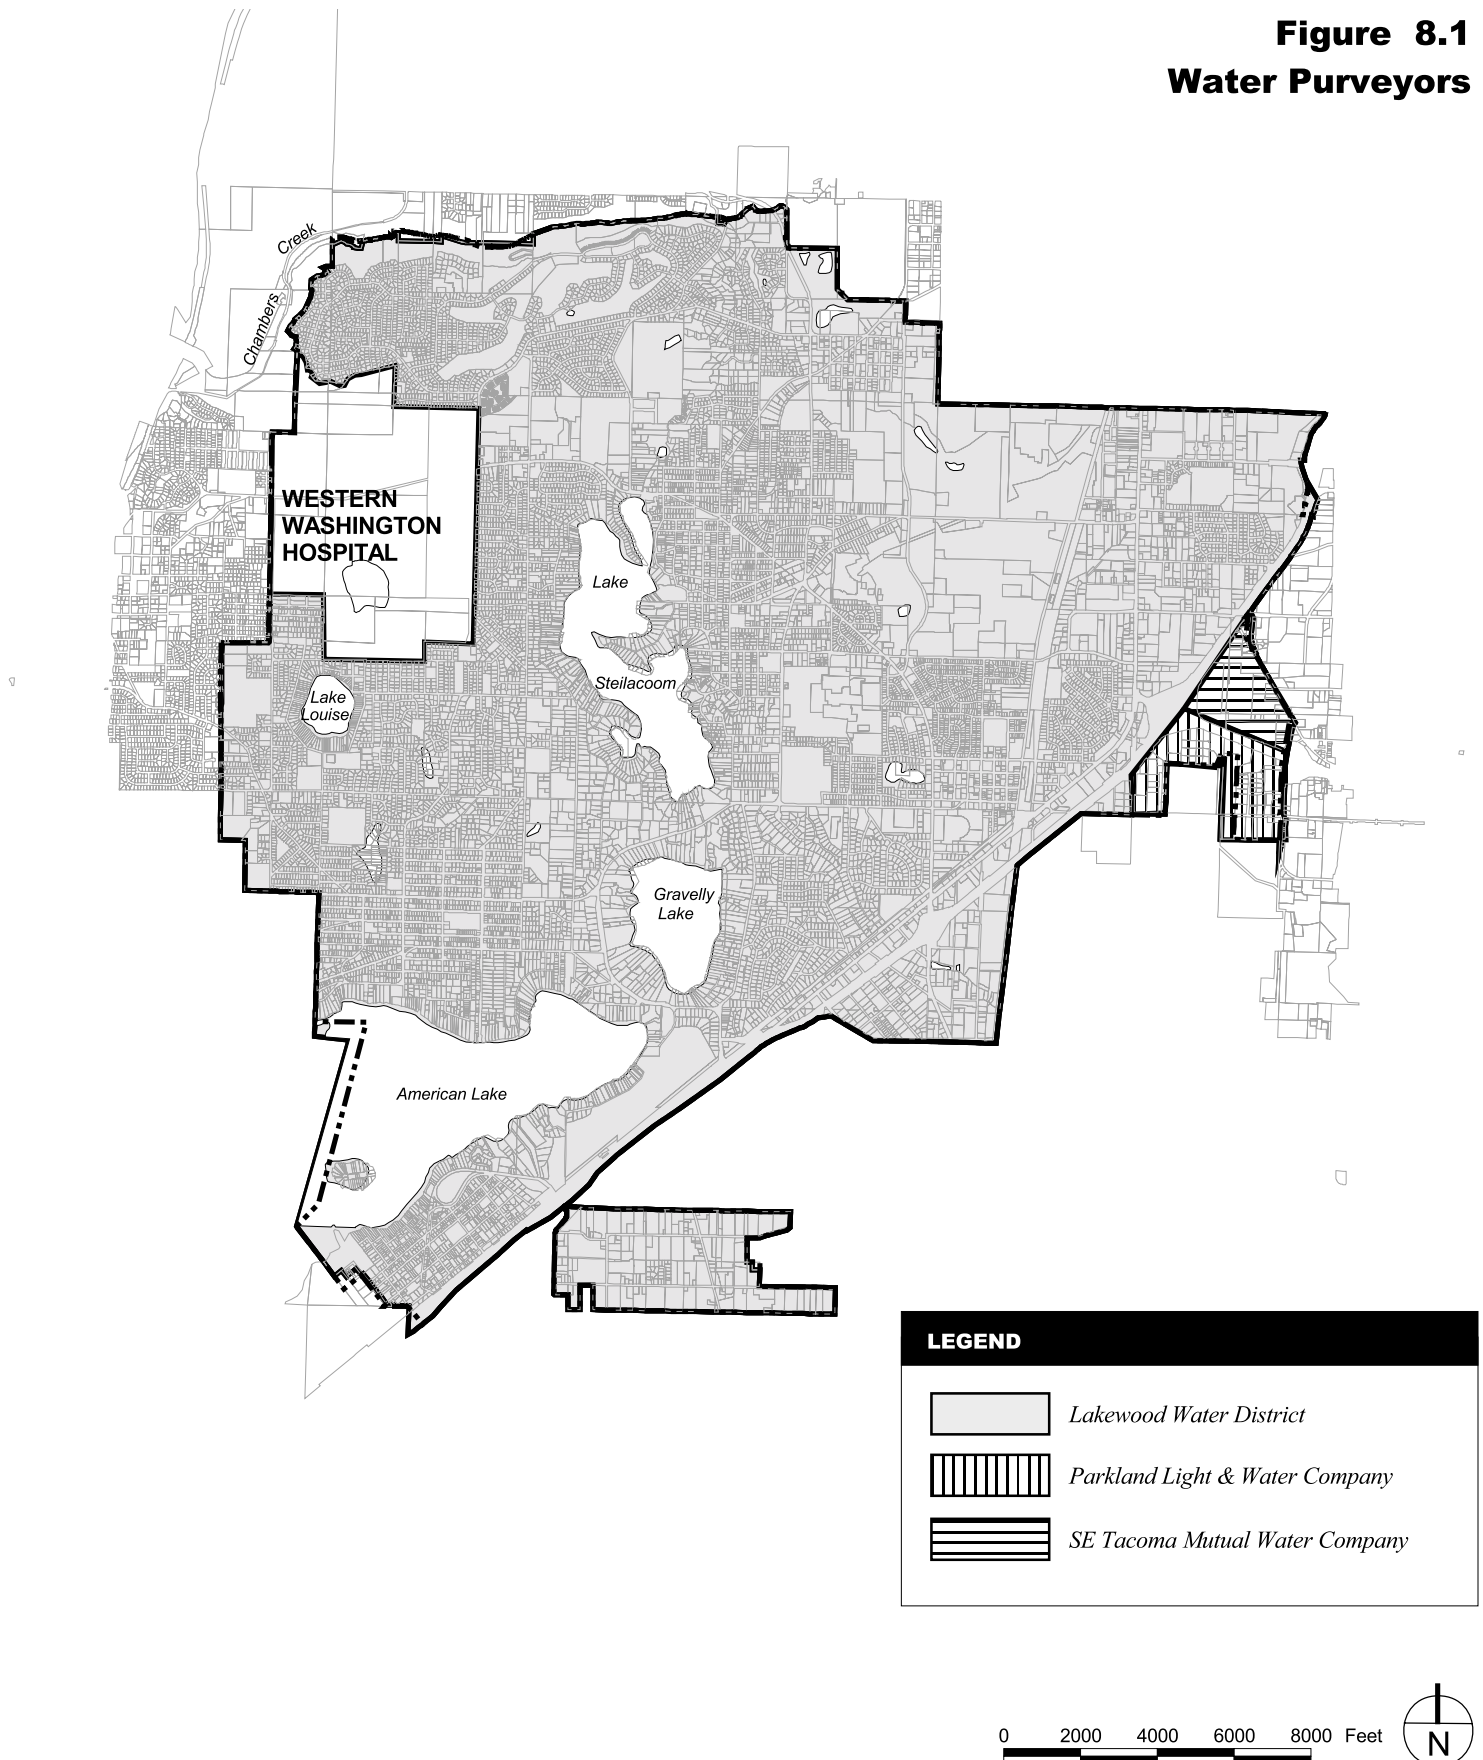 Figure 8.1
Water Purveyors
Creek
Chambers
WESTERN
WASHINGTON
HOSPITAL
Lake
Steilacoom
Lake
Louise
Gravelly
Lake
American Lake
LEGEND
Lakewood Water District
Parkland Light & Water Company
SE Tacoma Mutual Water Company
0 2000 4000 6000 8000 Feet
N